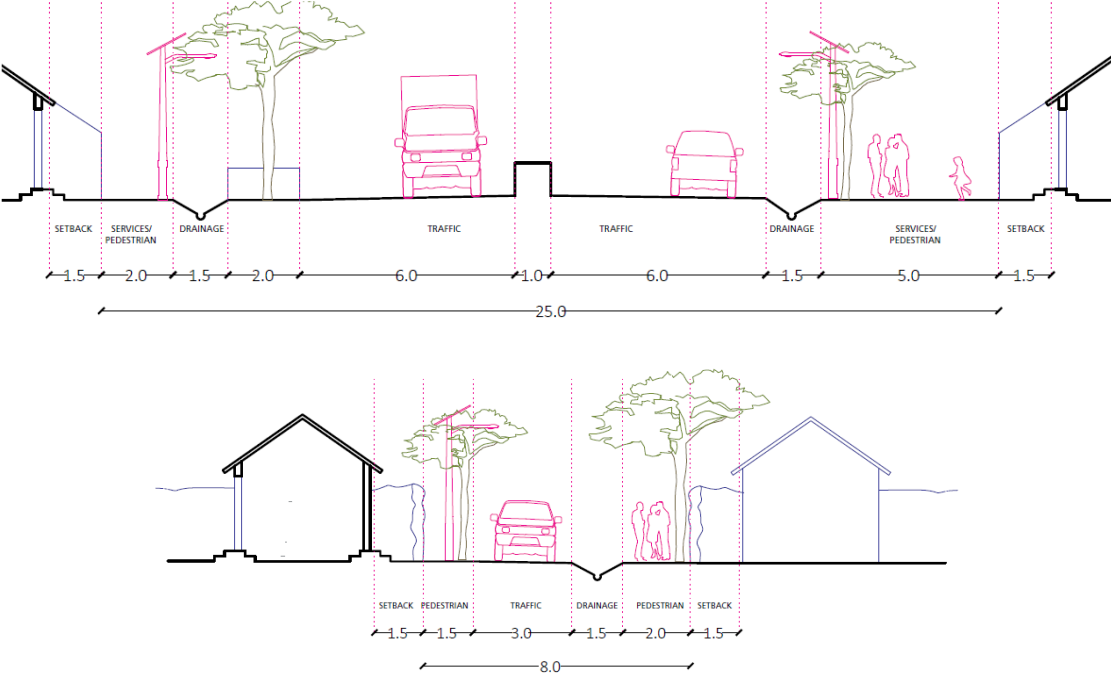 SETBACK SERVICES/ DRAINAGE TRAFFIC TRAFFIC DRAINAGE SERVICES/ SETBACK
PEDESTRIAN PEDESTRIAN
1.5 2.0 1.5 2.0 6.0 1.0 6.0 1.5 5.0 1.5
25.0
SETBACK PEDESTRIAN TRAFFIC DRAINAGE PEDESTRIAN SETBACK
1.5 1.5 3.0 1.5 2.0 1.5
8.0